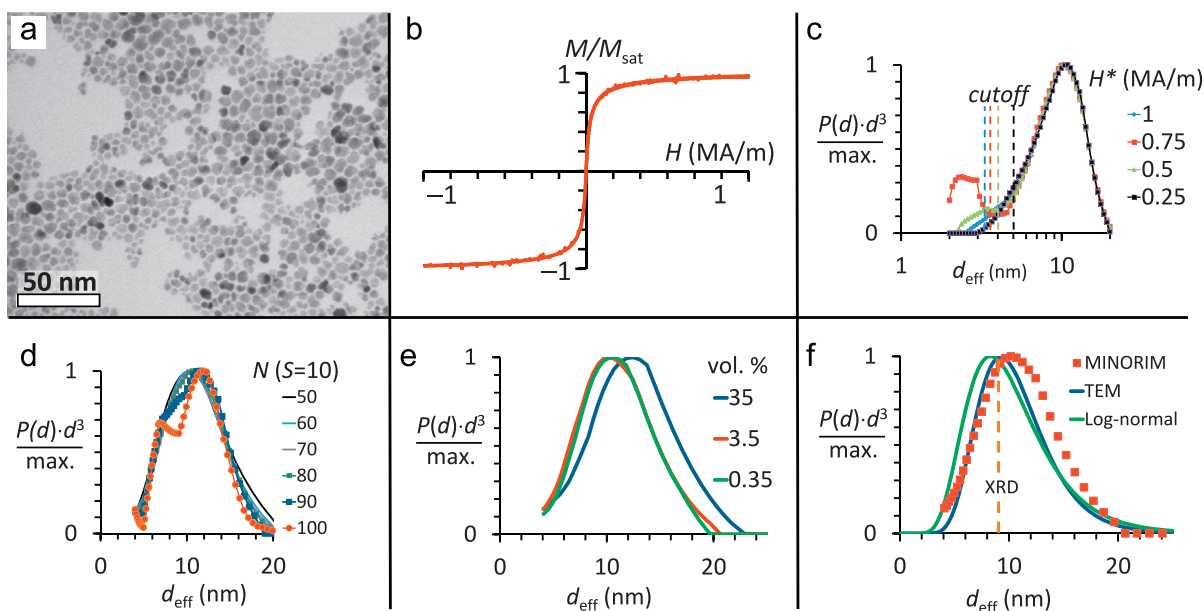 a
50 nm
b
M/Msat
1
H (MA/m)
−1
1
−1
c
H* (MA/m)
1
cutoff
1
0.75
0.5
0.25
P(d)·d³
max.
0
1
10
deff (nm)
d
N (S=10)
1
50
60
70
80
90
100
P(d)·d³
max.
0
0
10
20
deff (nm)
e
vol. %
1
35
3.5
0.35
P(d)·d³
max.
0
0
10
20
deff (nm)
f
1
MINORIM
TEM
Log-normal
P(d)·d³
max.
XRD
0
0
10
20
deff (nm)